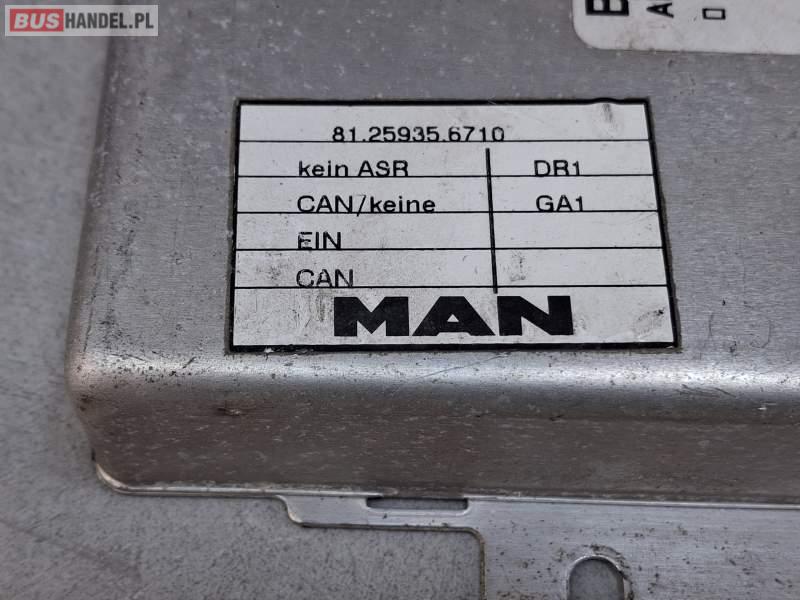 BUSHANDEL.PL
B
A
81.25935.6710
kein ASR DR1
CAN/keine GA1
EIN
CAN
MAN